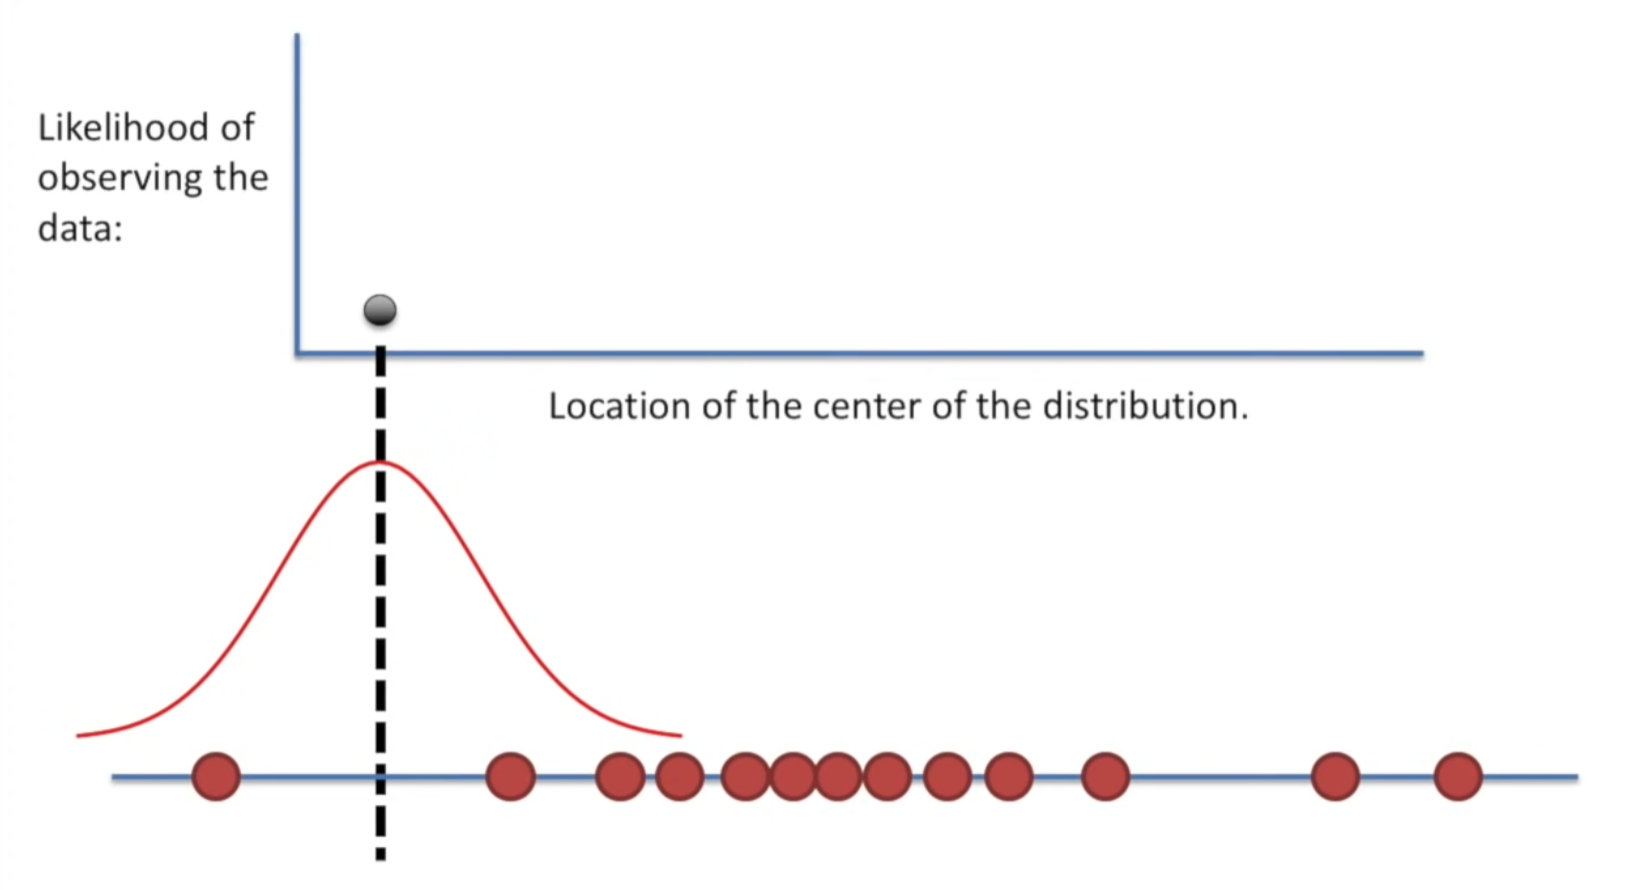 Likelihood of
observing the
data:
Location of the center of the distribution.